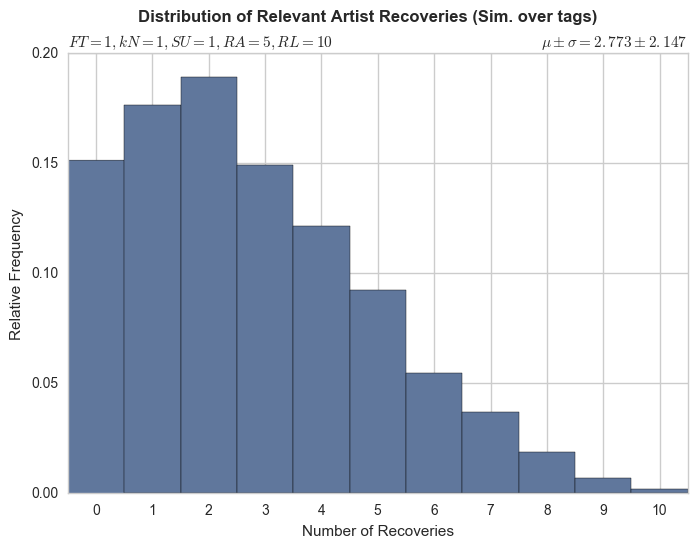 Distribution of Relevant Artist Recoveries (Sim. over tags)
FT = 1, kN = 1, SU = 1, RA = 5, RL = 10
μ ± σ = 2.773 ± 2.147
0.20
0.15
0.10
0.05
0.00
Relative Frequency
0 1 2 3 4 5 6 7 8 9 10
Number of Recoveries